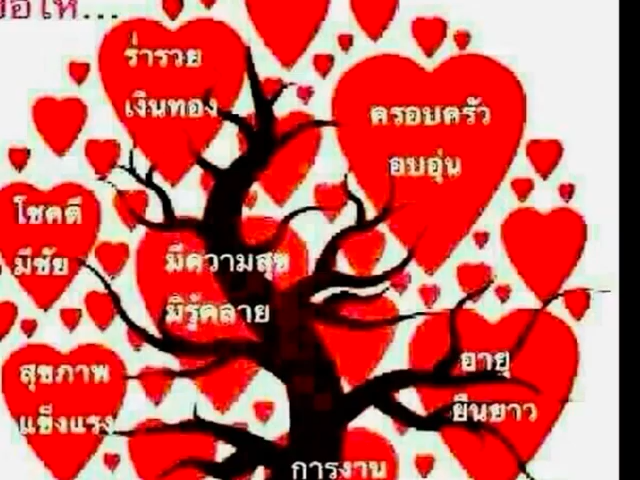 ขอให้...
ร่ำรวย
เงินทอง
ครอบครัว
อบอุ่น
โชคดี
มีชัย
มีความสุข
มิรู้คลาย
สุขภาพ
แข็งแรง
อายุ
ยืนยาว
การงาน